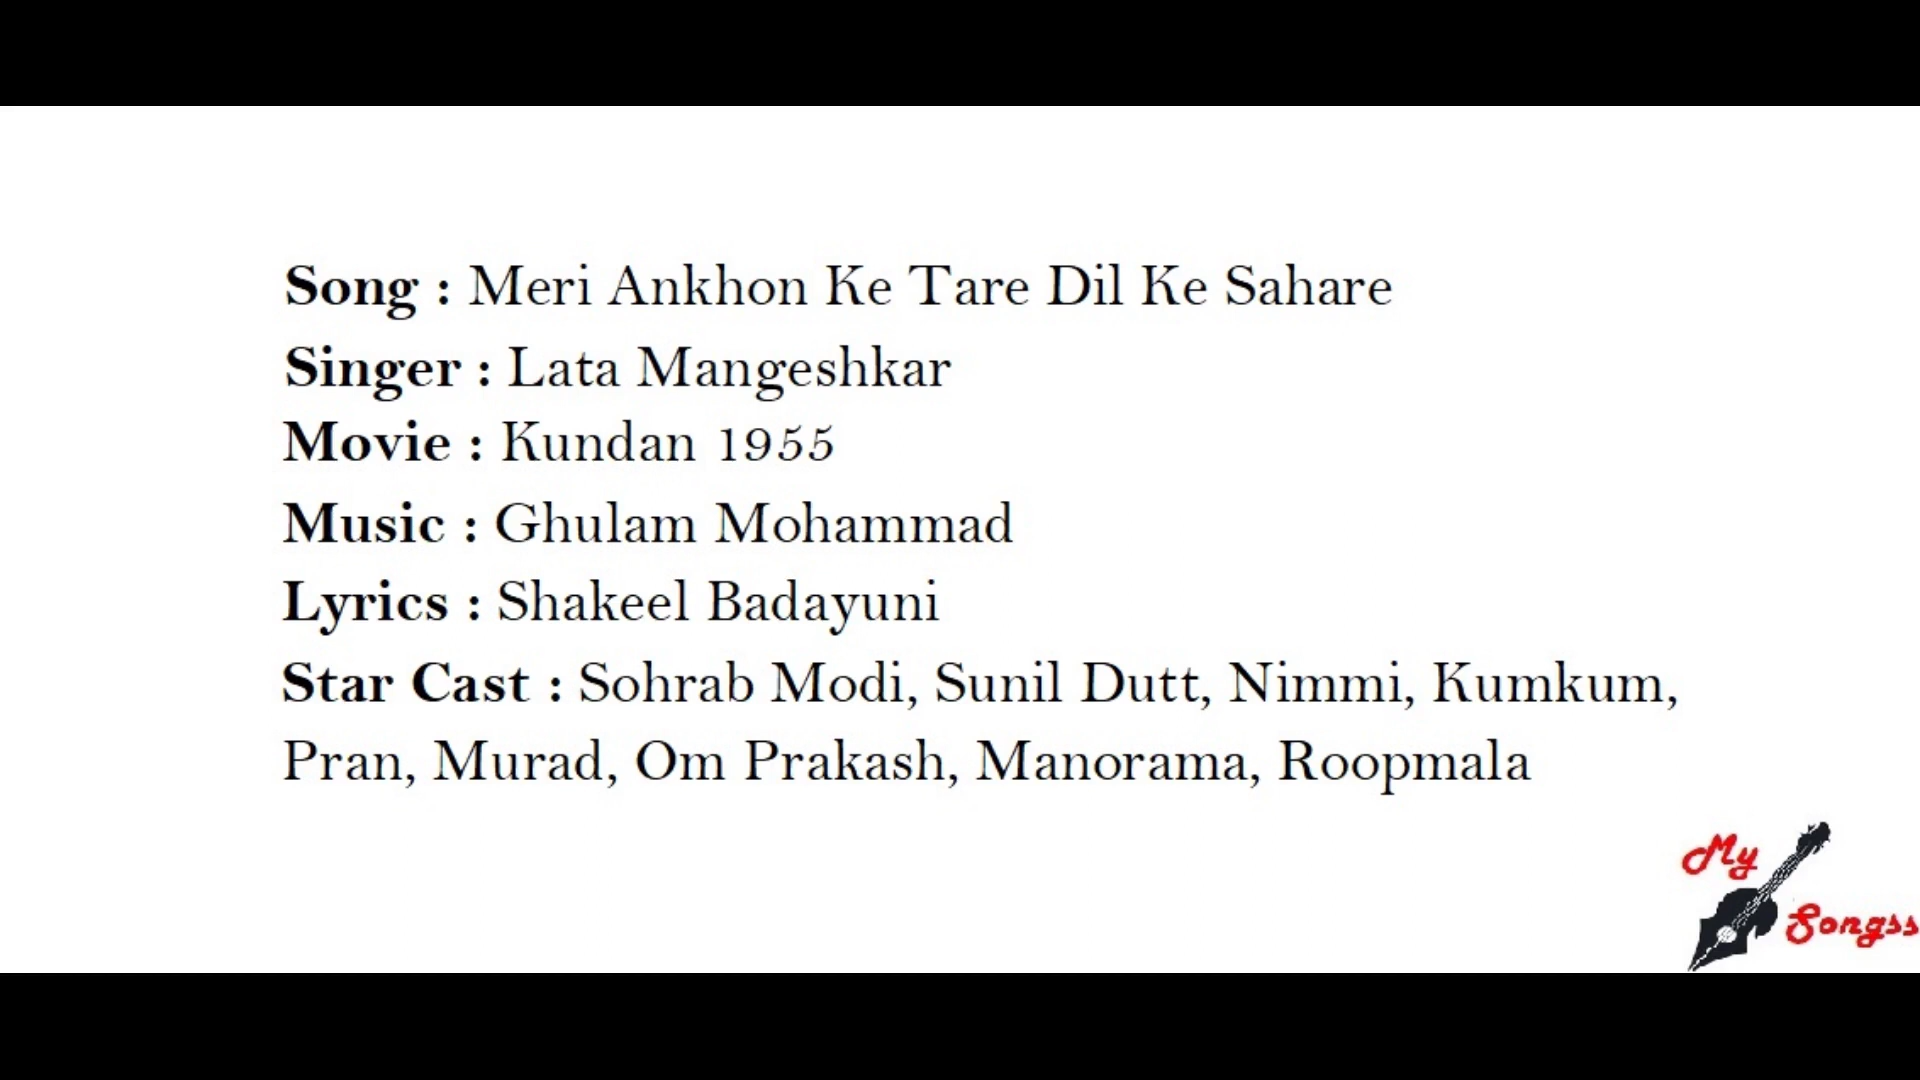 Song : Meri Ankhon Ke Tare Dil Ke Sahare
Singer : Lata Mangeshkar
Movie : Kundan 1955
Music : Ghulam Mohammad
Lyrics : Shakeel Badayuni
Star Cast : Sohrab Modi, Sunil Dutt, Nimmi, Kumkum,
Pran, Murad, Om Prakash, Manorama, Roopmala
My
Songss